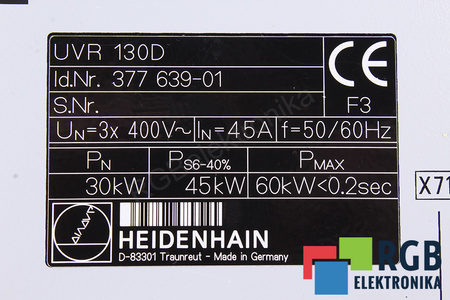 UVR 130D
Id.Nr. 377 639-01
S.Nr.
CE
F3
UN=3x 400V~ IN=45A f=50/60Hz
PN PS6-40% PMAX
30kW 45kW 60kW<0.2sec
X71
HEIDENHAIN
D-83301 Traunreut - Made in Germany
RGB
ELEKTRONIKA